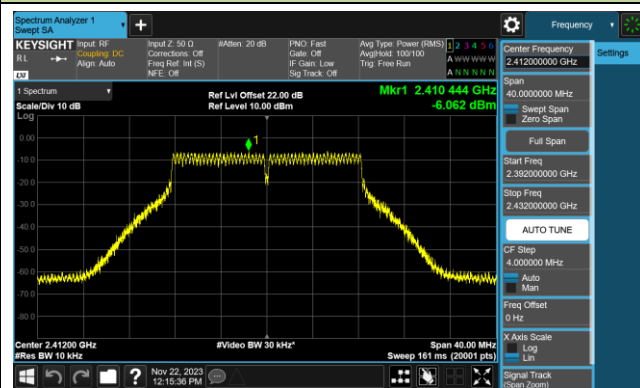 Spectrum Analyzer 1
Swept SA
Frequency
KEYSIGHT
RL
LXI
Input: RF
Coupling: DC
Align: Auto
Input Z: 50 Ω
Corrections: Off
Freq Ref: Int (S)
NFE: Off
#Atten: 20 dB
PNO: Fast
Gate: Off
IF Gain: Low
Sig Track: Off
Avg Type: Power (RMS)
Avg|Hold: 100/100
Trig: Free Run
1 2 3 4 5 6
A W W W W W
A N N N N N
1 Spectrum
Scale/Div 10 dB
Log
Ref Lvl Offset 22.00 dB
Ref Level 10.00 dBm
Mkr1 2.410 444 GHz
-6.062 dBm
1
0.00
-10.0
-20.0
-30.0
-40.0
-50.0
-60.0
-70.0
-80.0
Center 2.41200 GHz
#Res BW 10 kHz
#Video BW 30 kHz*
Span 40.00 MHz
Sweep 161 ms (20001 pts)
Nov 22, 2023
12:15:36 PM
Center Frequency
2.412000000 GHz
Settings
Span
40.0000000 MHz
Swept Span
Zero Span
Full Span
Start Freq
2.392000000 GHz
Stop Freq
2.432000000 GHz
AUTO TUNE
CF Step
4.000000 MHz
Auto
Man
Freq Offset
0 Hz
X Axis Scale
Log
Lin
Signal Track
(Span Zoom)